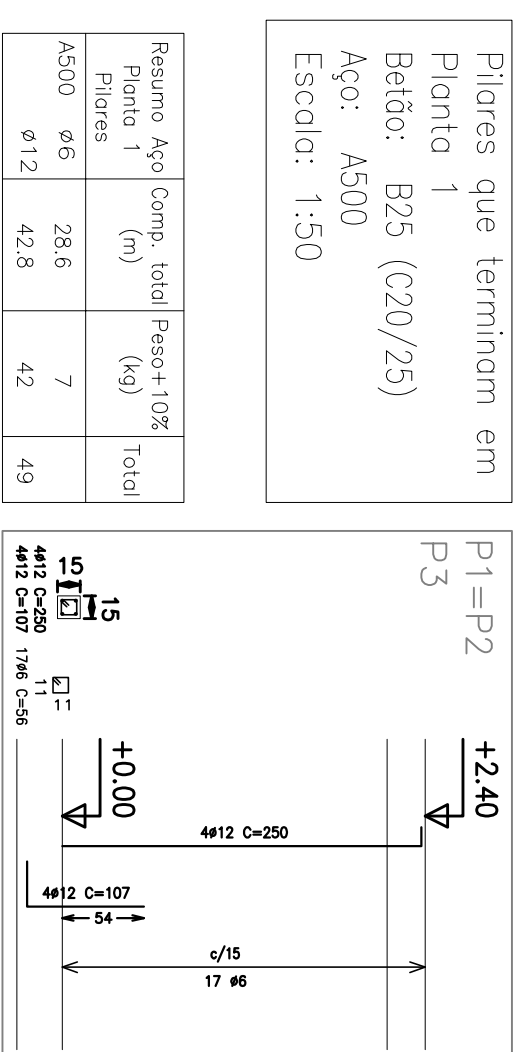 Pilares que terminam em
Planta 1
Betão: B25 (C20/25)
Aço: A500
Escala: 1:50
Resumo Aço Comp. total Peso+10% Total
Planta 1 (m) (kg)
Pilares
A500 ø6 28.6 7
ø12 42.8 42 49
P1=P2
P3
+2.40
+0.00
15
15
4ø12 C=250
4ø12 C=107
11
11
17ø6 C=56
4ø12 C=250
4ø12 C=107
54
c/15
17 ø6